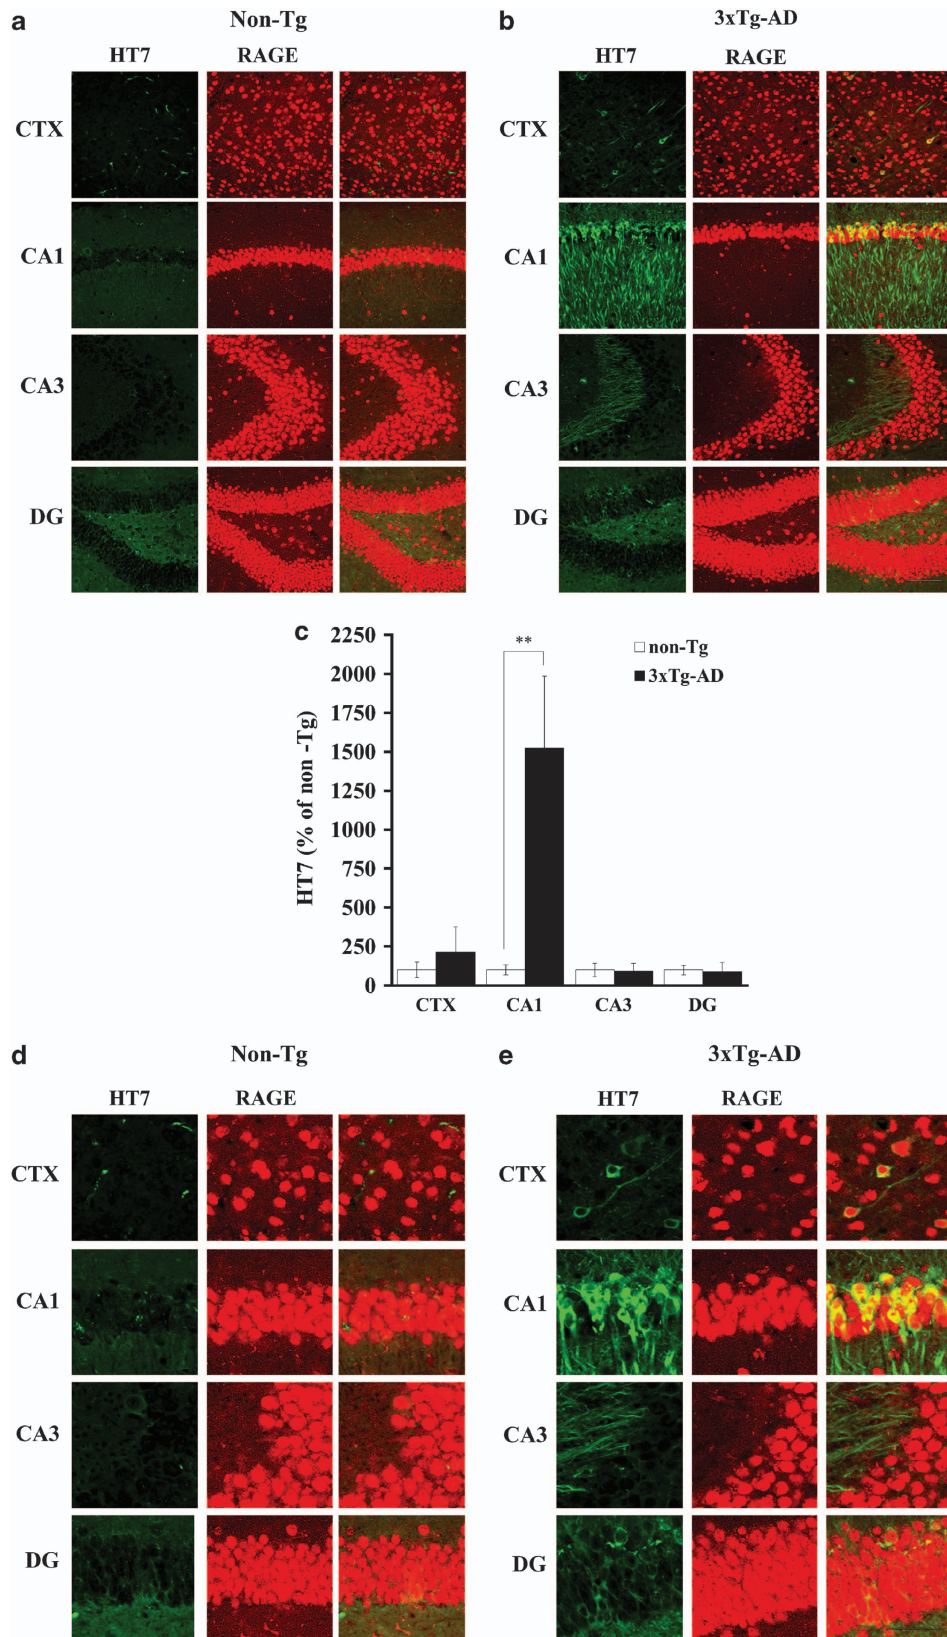 a
Non-Tg
HT7 RAGE
CTX
CA1
CA3
DG
b
3xTg-AD
HT7 RAGE
CTX
CA1
CA3
DG
c
HT7 (% of non -Tg)
2250
2000
1750
1500
1250
1000
750
500
250
0
**
non-Tg
3xTg-AD
CTX CA1 CA3 DG
d
Non-Tg
HT7 RAGE
CTX
CA1
CA3
DG
e
3xTg-AD
HT7 RAGE
CTX
CA1
CA3
DG